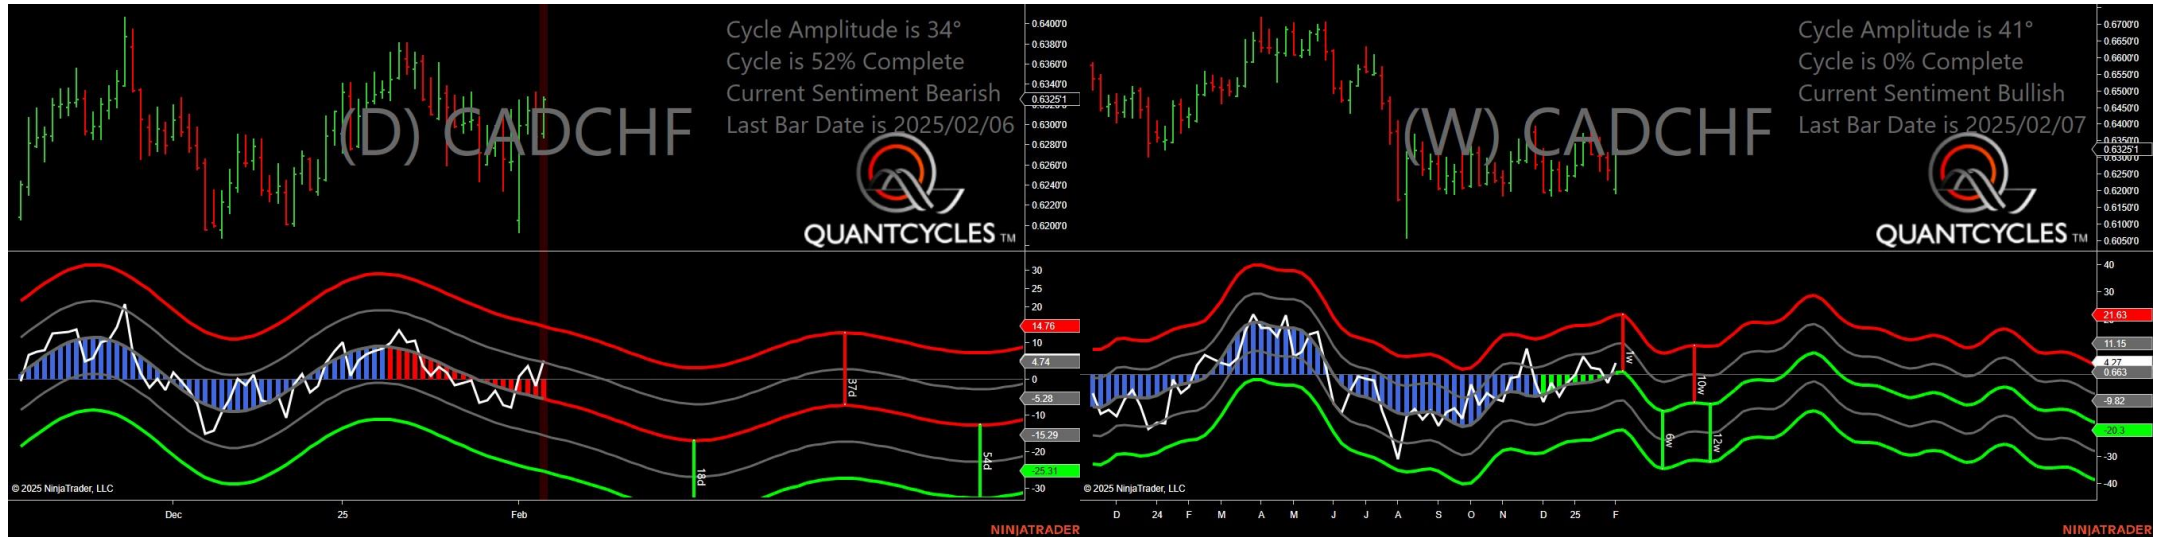 Cycle Amplitude is 34°
Cycle is 52% Complete
Current Sentiment Bearish
Last Bar Date is 2025/02/06
(D) CADCHF
QUANTCYCLES TM
0.6400'0
0.6380'0
0.6360'0
0.6340'0
0.6325'1
0.6300'0
0.6280'0
0.6260'0
0.6240'0
0.6220'0
0.6200'0
30
25
20
14.76
10
4.74
0
-5.28
-10
-15.29
-20
-25.31
-30
18d
37d
54d
© 2025 NinjaTrader, LLC
Dec 25 Feb
NINJATRADER
Cycle Amplitude is 41°
Cycle is 0% Complete
Current Sentiment Bullish
Last Bar Date is 2025/02/07
(W) CADCHF
QUANTCYCLES TM
0.6700'0
0.6650'0
0.6600'0
0.6550'0
0.6500'0
0.6450'0
0.6400'0
0.6350'0
0.6325'1
0.6300'0
0.6250'0
0.6200'0
0.6150'0
0.6100'0
0.6050'0
40
30
21.63
11.15
4.27
0.663
-9.82
-20.3
-30
-40
1w
6w
10w
12w
© 2025 NinjaTrader, LLC
D 24 F M A M J J A S O N D 25 F
NINJATRADER